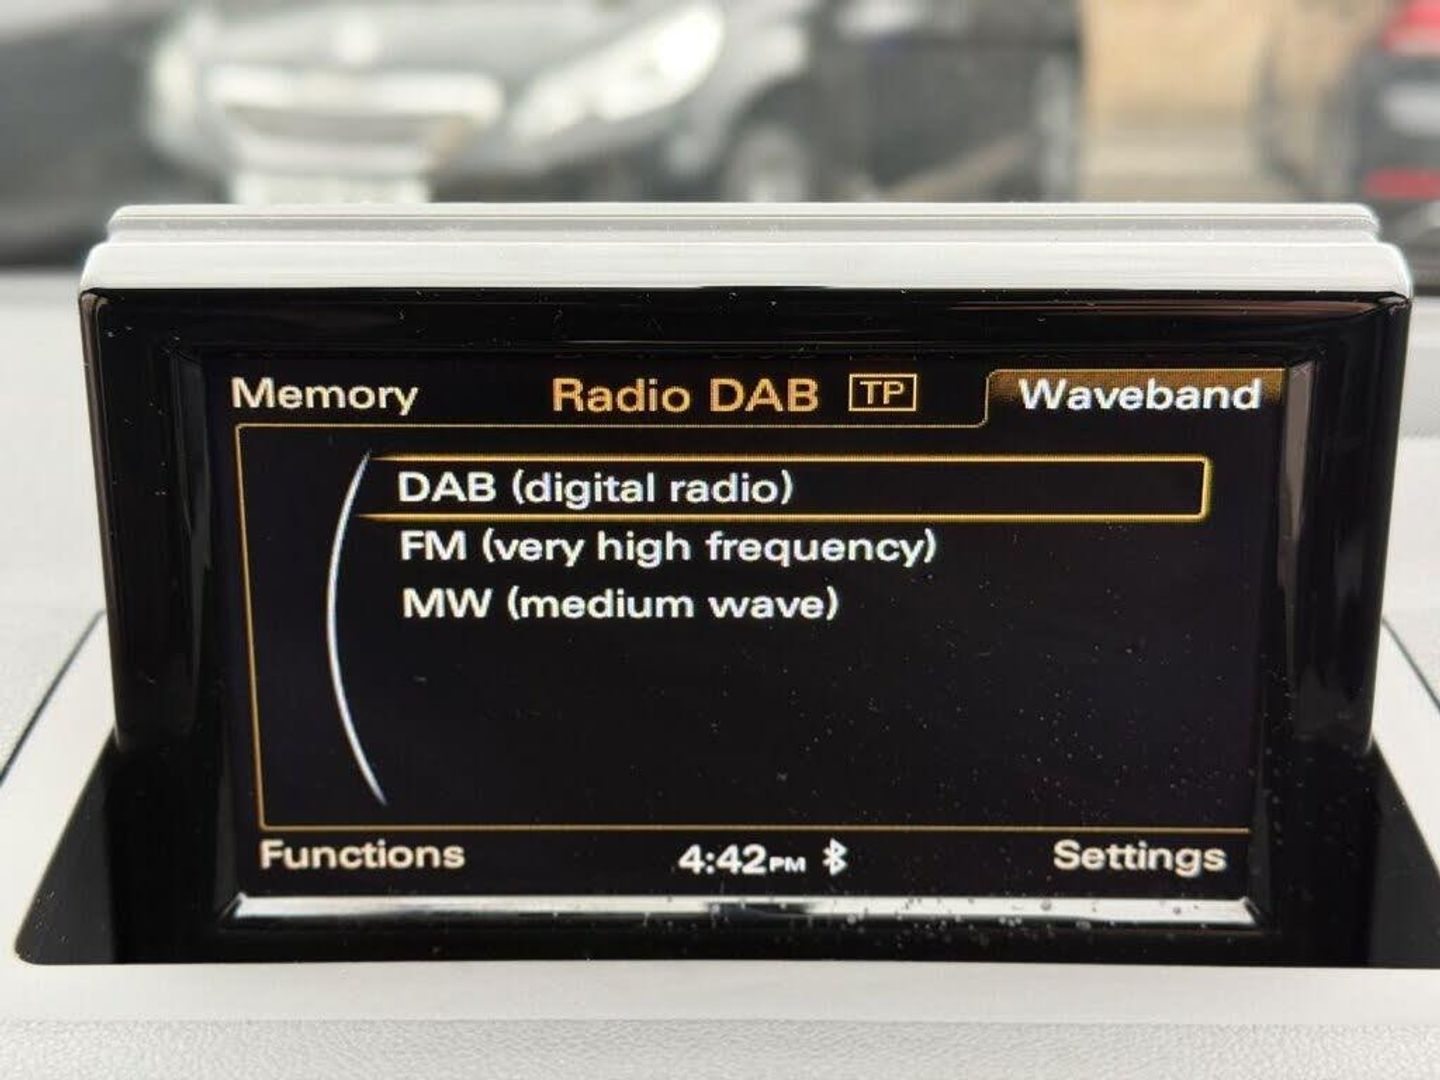 Memory Radio DAB TP Waveband
DAB (digital radio)
FM (very high frequency)
MW (medium wave)
Functions 4:42PM Settings